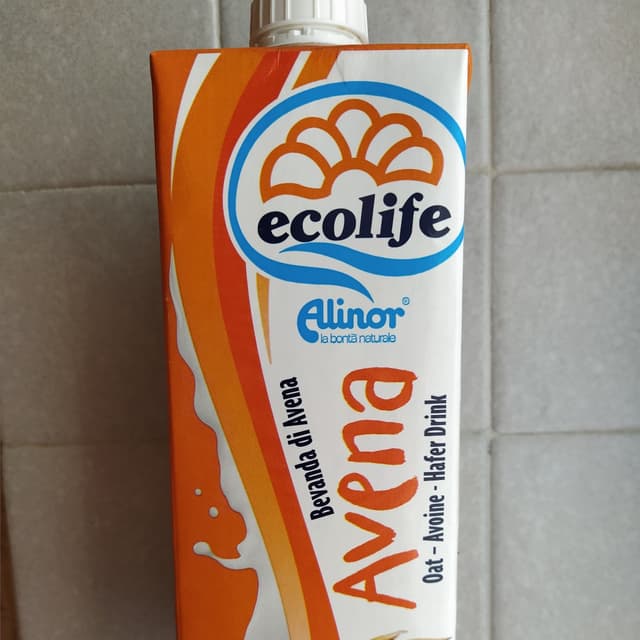 ecolife
Alinor®
la bontà naturale
Bevanda di Avena
Avena
Oat - Avoine - Hafer Drink